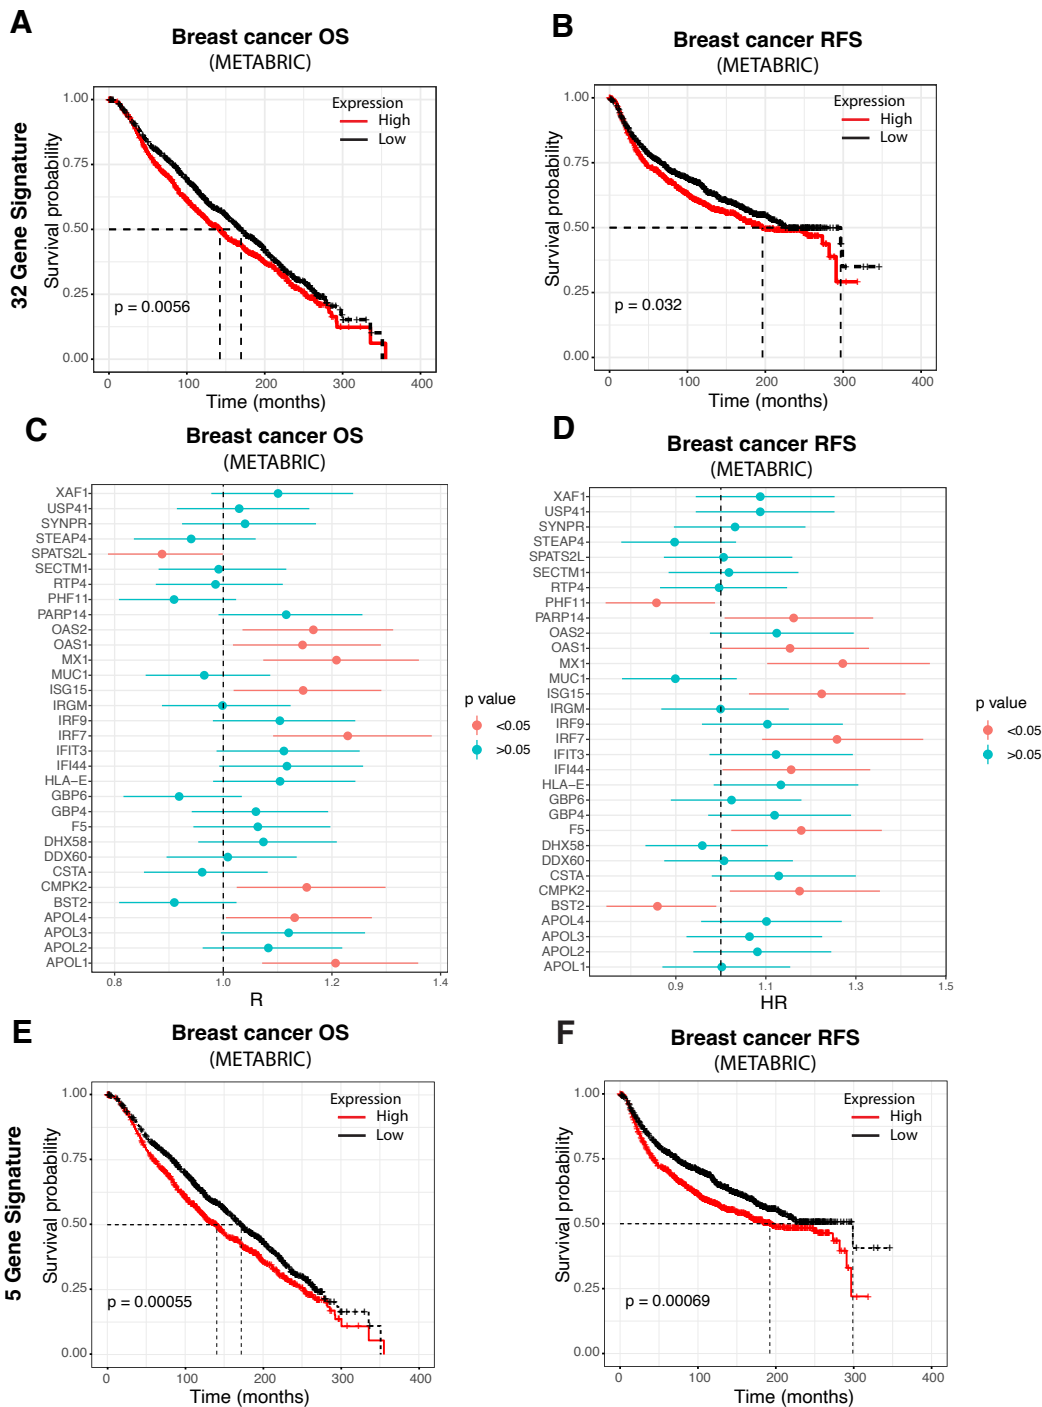 A
Breast cancer OS
(METABRIC)
32 Gene Signature
Survival probability
1.00
0.75
0.50
0.25
0.00
Expression
High
Low
p = 0.0056
0 100 200 300 400
Time (months)
B
Breast cancer RFS
(METABRIC)
Survival probability
1.00
0.75
0.50
0.25
0.00
Expression
High
Low
p = 0.032
0 100 200 300 400
Time (months)
C
Breast cancer OS
(METABRIC)
XAF1
USP41
SYNPR
STEAP4
SPATS2L
SECTM1
RTP4
PHF11
PARP14
OAS2
OAS1
MX1
MUC1
ISG15
IRGM
IRF9
IRF7
IFIT3
IFI44
HLA−E
GBP6
GBP4
F5
DHX58
DDX60
CSTA
CMPK2
BST2
APOL4
APOL3
APOL2
APOL1
0.8 1.0 1.2 1.4
R
p value
<0.05
>0.05
D
Breast cancer RFS
(METABRIC)
XAF1
USP41
SYNPR
STEAP4
SPATS2L
SECTM1
RTP4
PHF11
PARP14
OAS2
OAS1
MX1
MUC1
ISG15
IRGM
IRF9
IRF7
IFIT3
IFI44
HLA−E
GBP6
GBP4
F5
DHX58
DDX60
CSTA
CMPK2
BST2
APOL4
APOL3
APOL2
APOL1
0.9 1.1 1.3 1.5
HR
p value
<0.05
>0.05
E
Breast cancer OS
(METABRIC)
5 Gene Signature
Survival probability
1.00
0.75
0.50
0.25
0.00
Expression
High
Low
p = 0.00055
0 100 200 300 400
Time (months)
F
Breast cancer RFS
(METABRIC)
Survival probability
1.00
0.75
0.50
0.25
0.00
Expression
High
Low
p = 0.00069
0 100 200 300 400
Time (months)